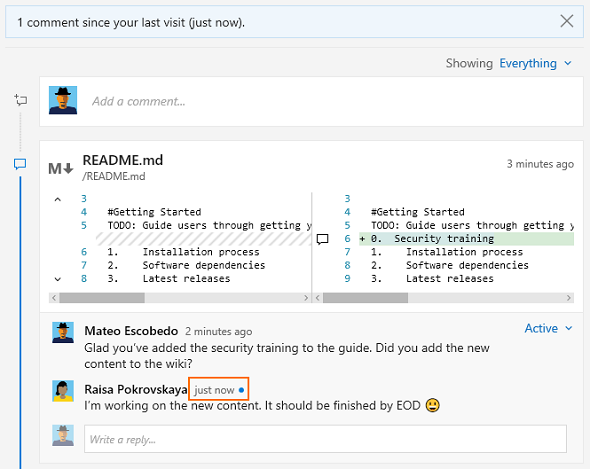 1 comment since your last visit (just now).
Showing Everything
Add a comment...
M README.md
/README.md
3 minutes ago
3
4 #Getting Started
5 TODO: Guide users through getting y
6 1. Installation process
7 2. Software dependencies
8 3. Latest releases
3
4 #Getting Started
5 TODO: Guide users through getting
6 + 0. Security training
7 1. Installation process
8 2. Software dependencies
9 3. Latest releases
Mateo Escobedo 2 minutes ago
Active
Glad you've added the security training to the guide. Did you add the new
content to the wiki?
Raisa Pokrovskaya just now
I'm working on the new content. It should be finished by EOD 😃
Write a reply...